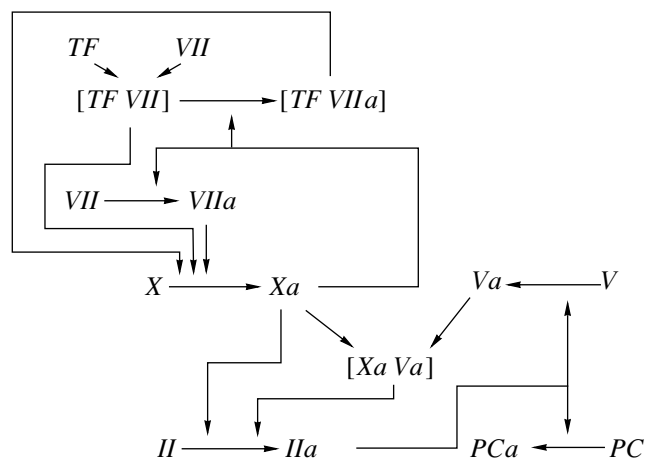 TF VII
[TF VII] [TF VIIa]
VII VIIa
X Xa Va V
[Xa Va]
II IIa PCa PC